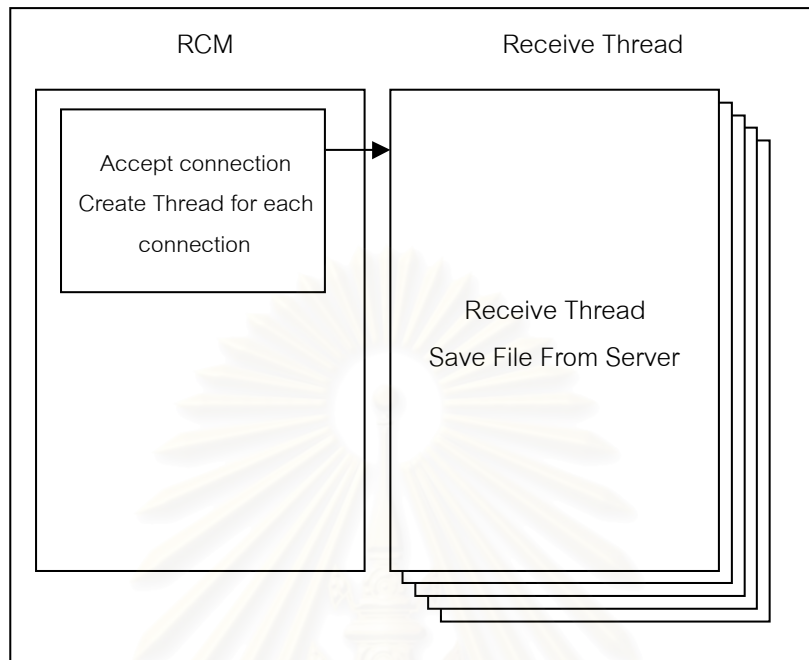 RCM
Receive Thread
Accept connection
Create Thread for each
connection
Receive Thread
Save File From Server